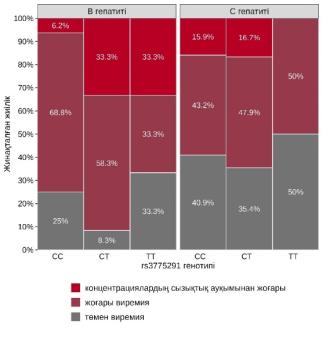 В гепатиті С гепатиті
100%
90%
80%
70%
60%
50%
40%
30%
20%
10%
0%
Жинақталған жиілік
6.2% 33.3% 33.3% 15.9% 16.7% 50%
68.8% 58.3% 33.3% 43.2% 47.9% 50%
25% 8.3% 33.3% 40.9% 35.4%
CC CT TT CC CT TT
rs3775291 генотипі
концентрациялардың сызықтық ауқымынан жоғары
жоғары виремия
төмен виремия